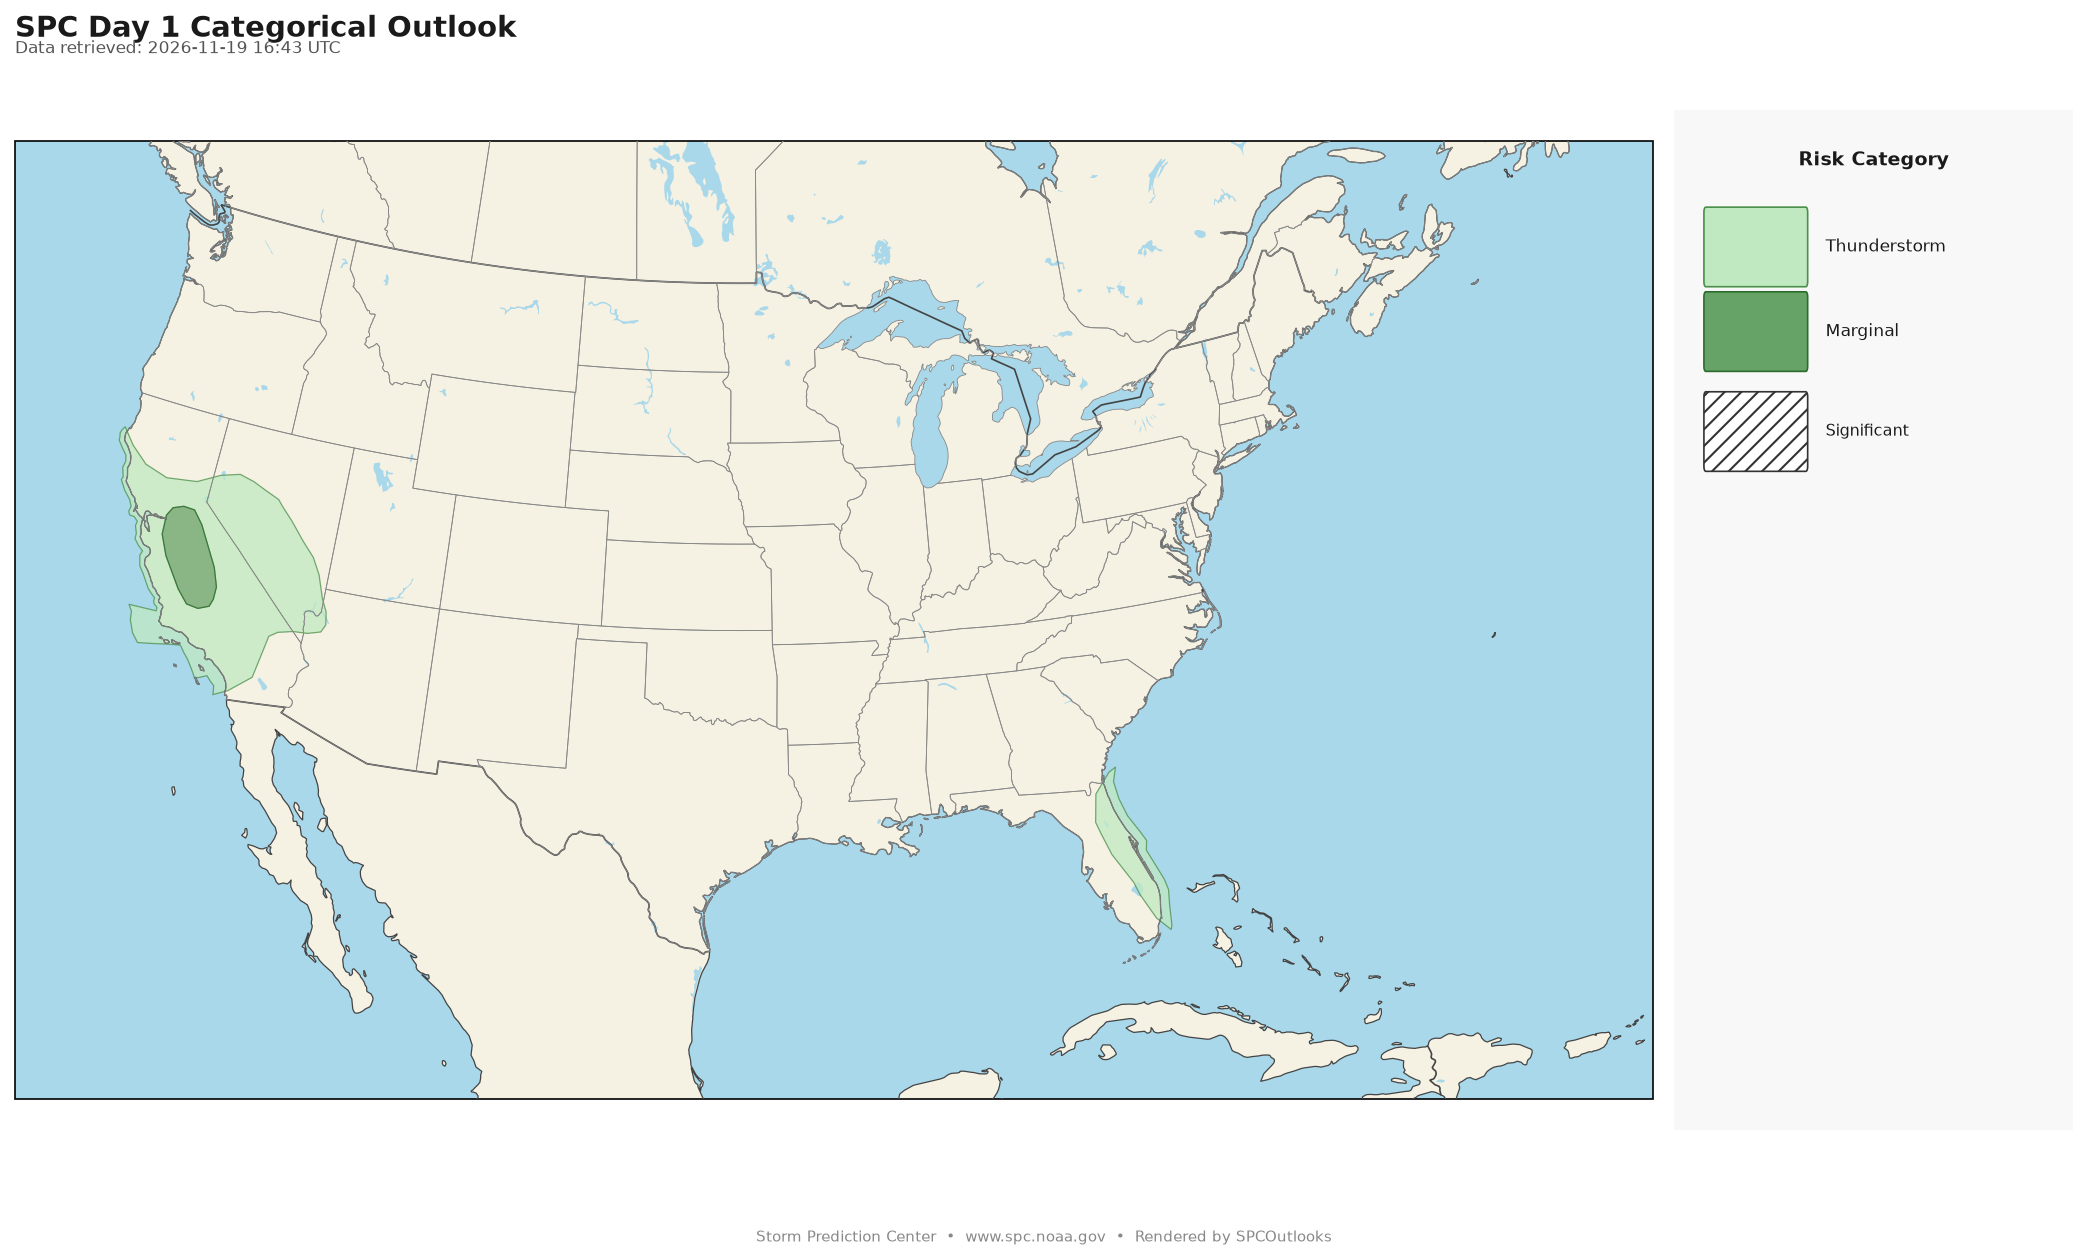 SPC Day 1 Categorical Outlook
Data retrieved: 2026-11-19 16:43 UTC
Risk Category
Thunderstorm
Marginal
Significant
Storm Prediction Center • www.spc.noaa.gov • Rendered by SPCOutlooks